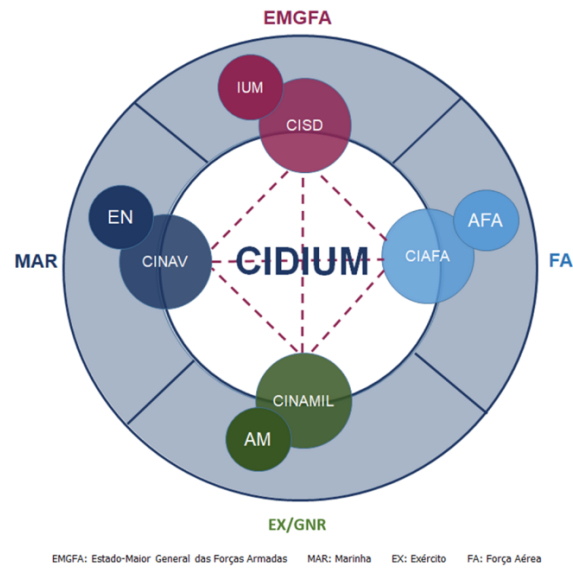 EMGFA
IUM
CISD
EN
AFA
CINAV
CIDIUM
CIAFA
MAR
FA
CINAMIL
AM
EX/GNR
EMGFA: Estado-Maior General das Forças Armadas MAR: Marinha EX: Exército FA: Força Aérea